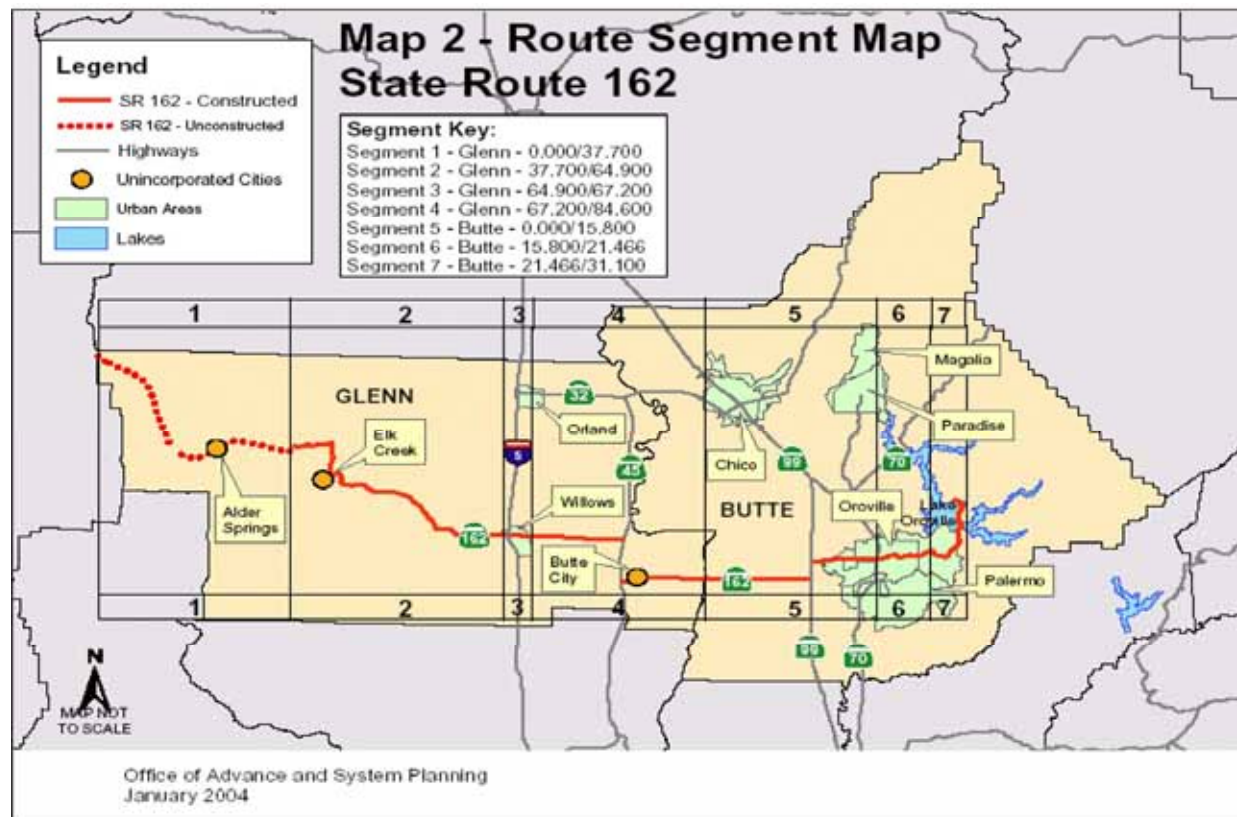 Map 2 - Route Segment Map
State Route 162
Legend
SR 162 - Constructed
SR 162 - Unconstructed
Highways
Unincorporated Cities
Urban Areas
Lakes
Segment Key:
Segment 1 - Glenn - 0.000/37.700
Segment 2 - Glenn - 37.700/64.900
Segment 3 - Glenn - 64.900/67.200
Segment 4 - Glenn - 67.200/84.600
Segment 5 - Butte - 0.000/15.800
Segment 6 - Butte - 15.800/21.466
Segment 7 - Butte - 21.466/31.100
1 2 3 4 5 6 7
Magalia
GLENN
32
Elk
Creek
Orland
Paradise
5
45
Chico
99
70
Alder
Springs
Willows
BUTTE
Oroville
Lake
Oroville
162
Butte
City
162
Palermo
1 2 3 4 5 6 7
99
70
N
MAP NOT
TO SCALE
Office of Advance and System Planning
January 2004